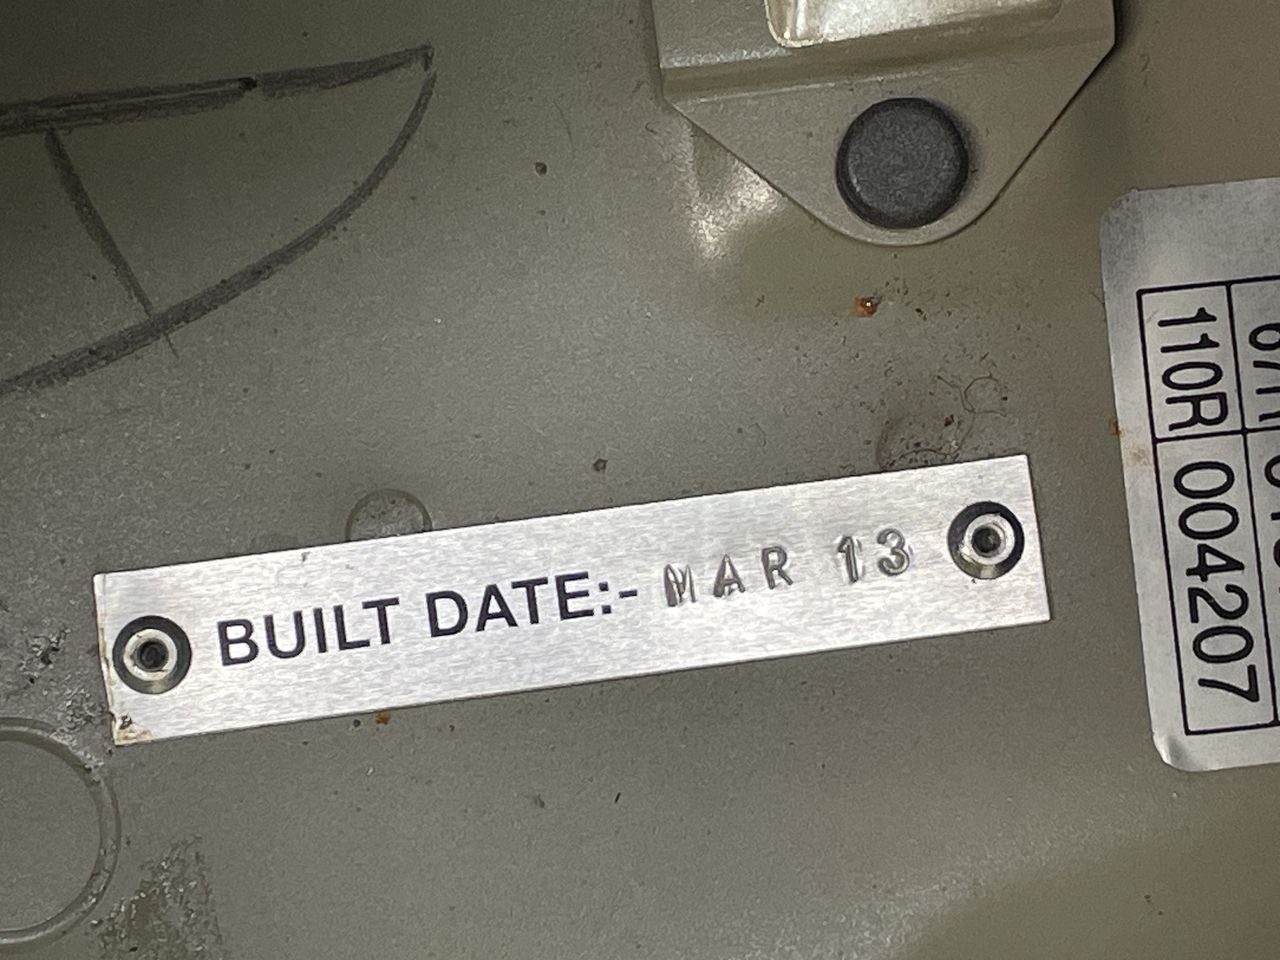 BUILT DATE:- MAR 13
110R 004207